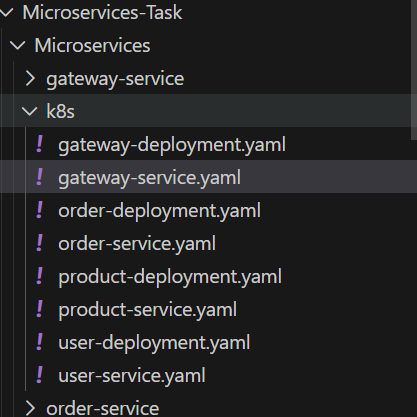 Microservices-Task
Microservices
gateway-service
k8s
! gateway-deployment.yaml
! gateway-service.yaml
! order-deployment.yaml
! order-service.yaml
! product-deployment.yaml
! product-service.yaml
! user-deployment.yaml
! user-service.yaml
order-service